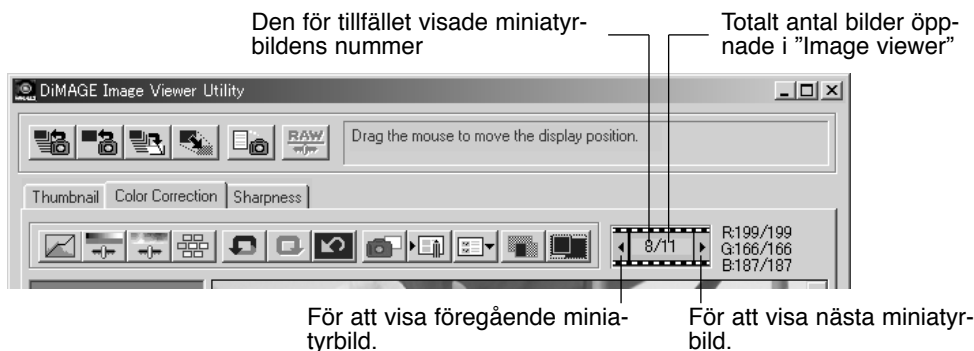 Den för tillfället visade miniatyr-
bildens nummer
Totalt antal bilder öpp-
nade i ”Image viewer”
DiMAGE Image Viewer Utility
RAW
Drag the mouse to move the display position.
Thumbnail Color Correction Sharpness
8/11
R:199/199
G:166/166
B:187/187
För att visa föregående minia-
tyrbild.
För att visa nästa miniatyr-
bild.